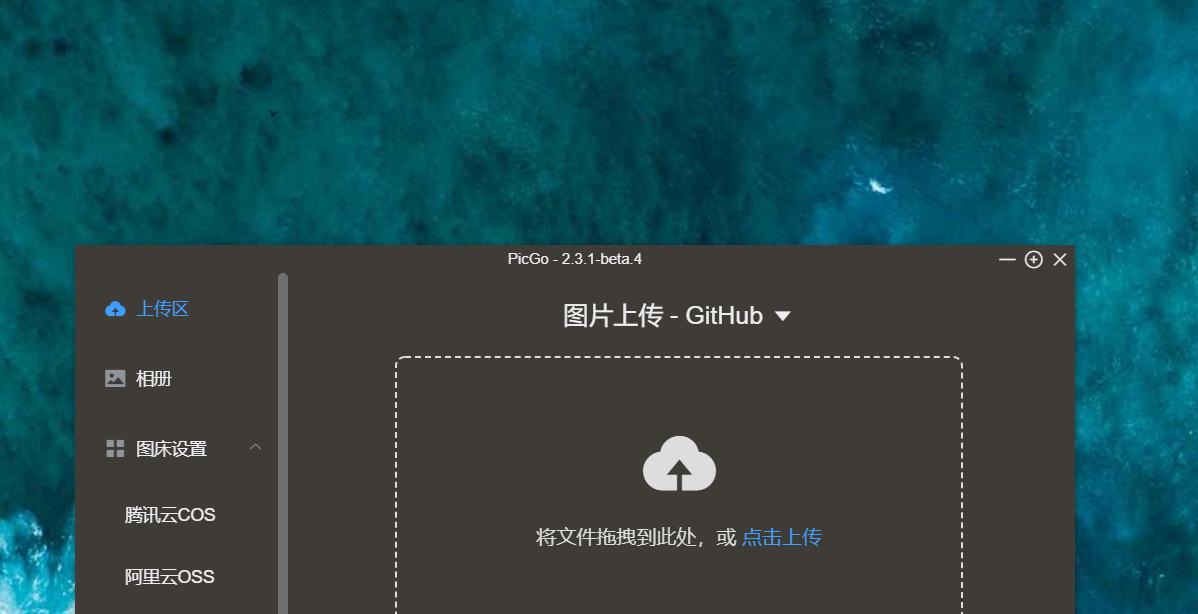 PicGo - 2.3.1-beta.4
上传区
图片上传 - GitHub
相册
图床设置
腾讯云COS
将文件拖拽到此处，或 点击上传
阿里云OSS